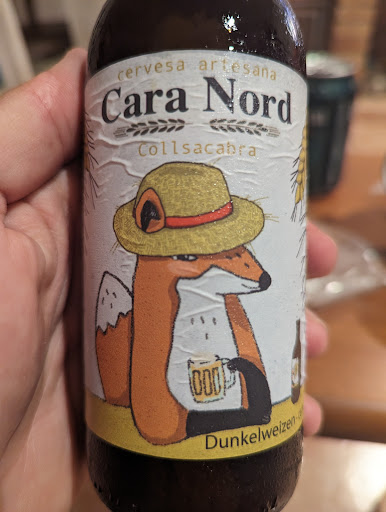 cervesa artesana
Cara Nord
Collsacabra
Dunkelweizen